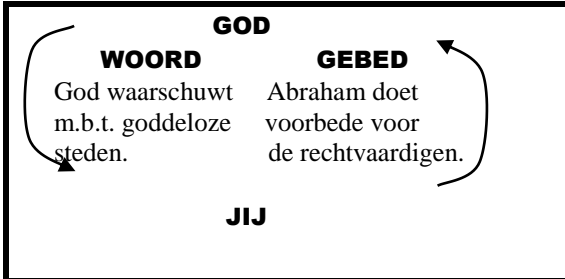 GOD
WOORD GEBED
God waarschuwt Abraham doet
m.b.t. goddeloze voorbede voor
steden. de rechtvaardigen.
JIJ